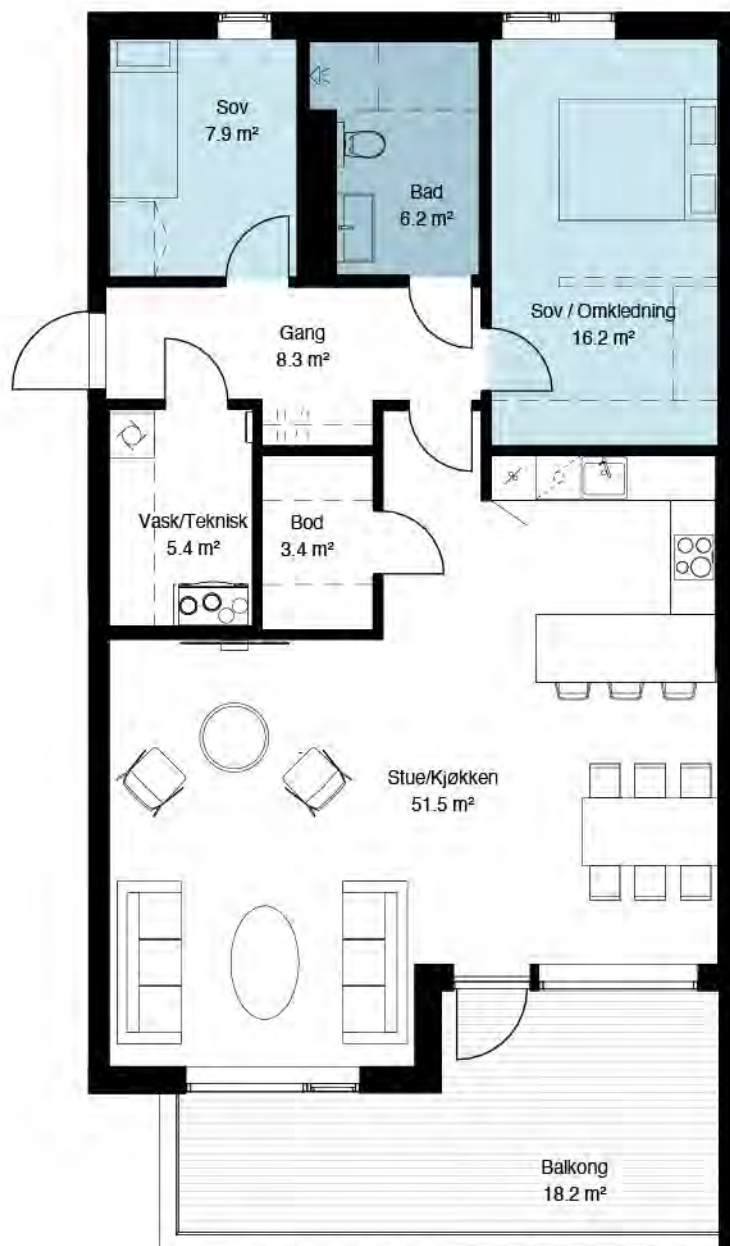 Sov
7.9 m²
Bad
6.2 m²
Sov / Omkledning
16.2 m²
Gang
8.3 m²
Vask/Teknisk
5.4 m²
Bod
3.4 m²
Stue/Kjøkken
51.5 m²
Balkong
18.2 m²